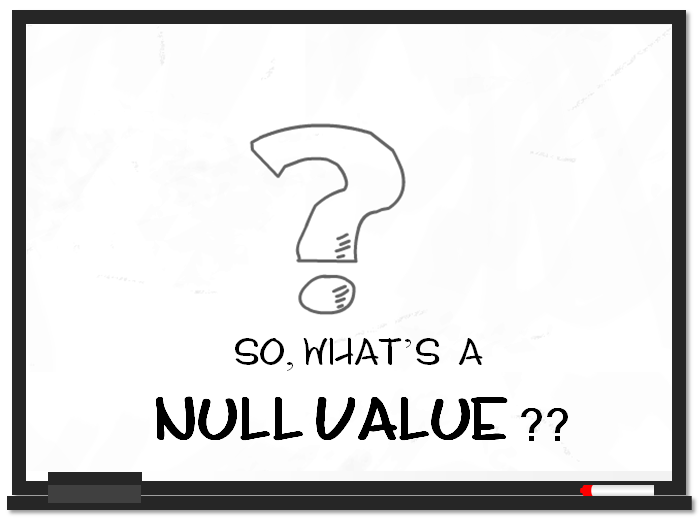 SO, WHAT'S A
NULL VALUE ??